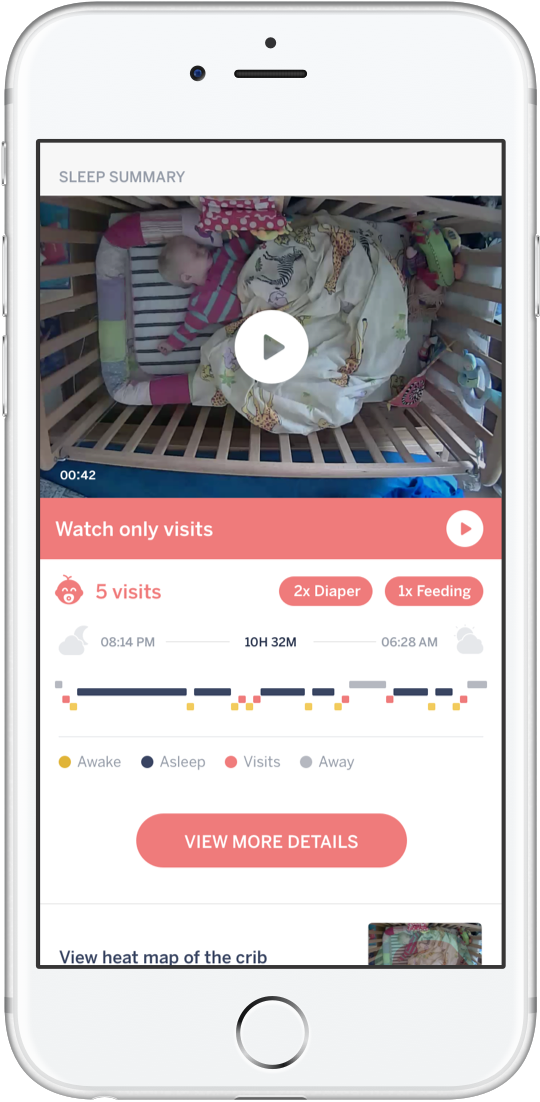 SLEEP SUMMARY
00:42
Watch only visits
5 visits 2x Diaper 1x Feeding
08:14 PM 10H 32M 06:28 AM
Awake Asleep Visits Away
VIEW MORE DETAILS
View heat map of the crib